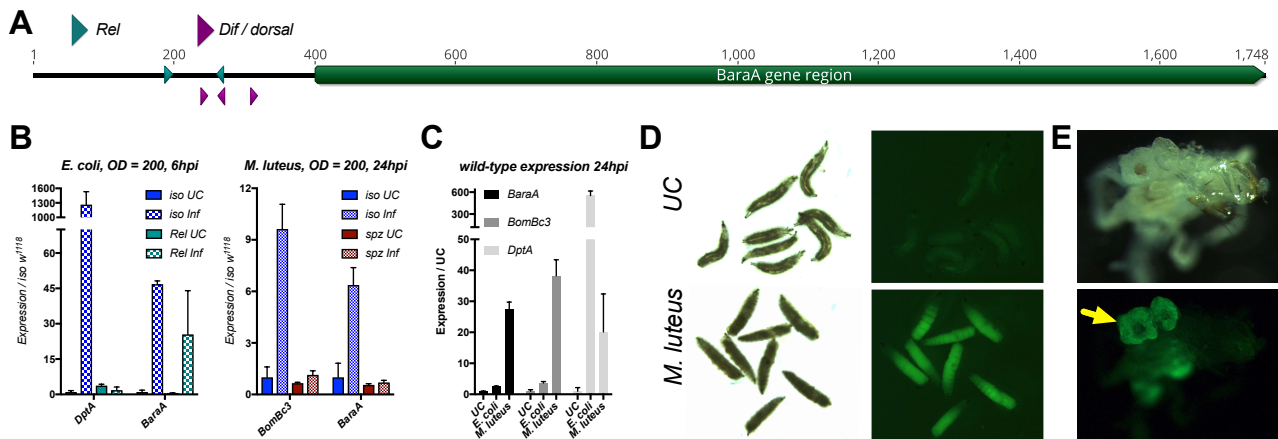 A
Rel
Dif / dorsal
1
200
400
600
800
1,000
1,200
1,400
1,600
1,748
BaraA gene region
B
E. coli, OD = 200, 6hpi
Expression / iso w¹¹¹⁸
1600
1300
1000
60
45
30
15
0
iso UC
iso Inf
Rel UC
Rel Inf
DptA
BaraA
M. luteus, OD = 200, 24hpi
Expression / iso w¹¹¹⁸
12
9
6
3
0
iso UC
iso Inf
spz UC
spz Inf
BomBc3
BaraA
C
wild-type expression 24hpi
Expression / UC
600
300
50
40
30
20
10
0
BaraA
BomBc3
DptA
UC
E. coli
M. luteus
UC
E. coli
M. luteus
UC
E. coli
M. luteus
D
UC
M. luteus
E